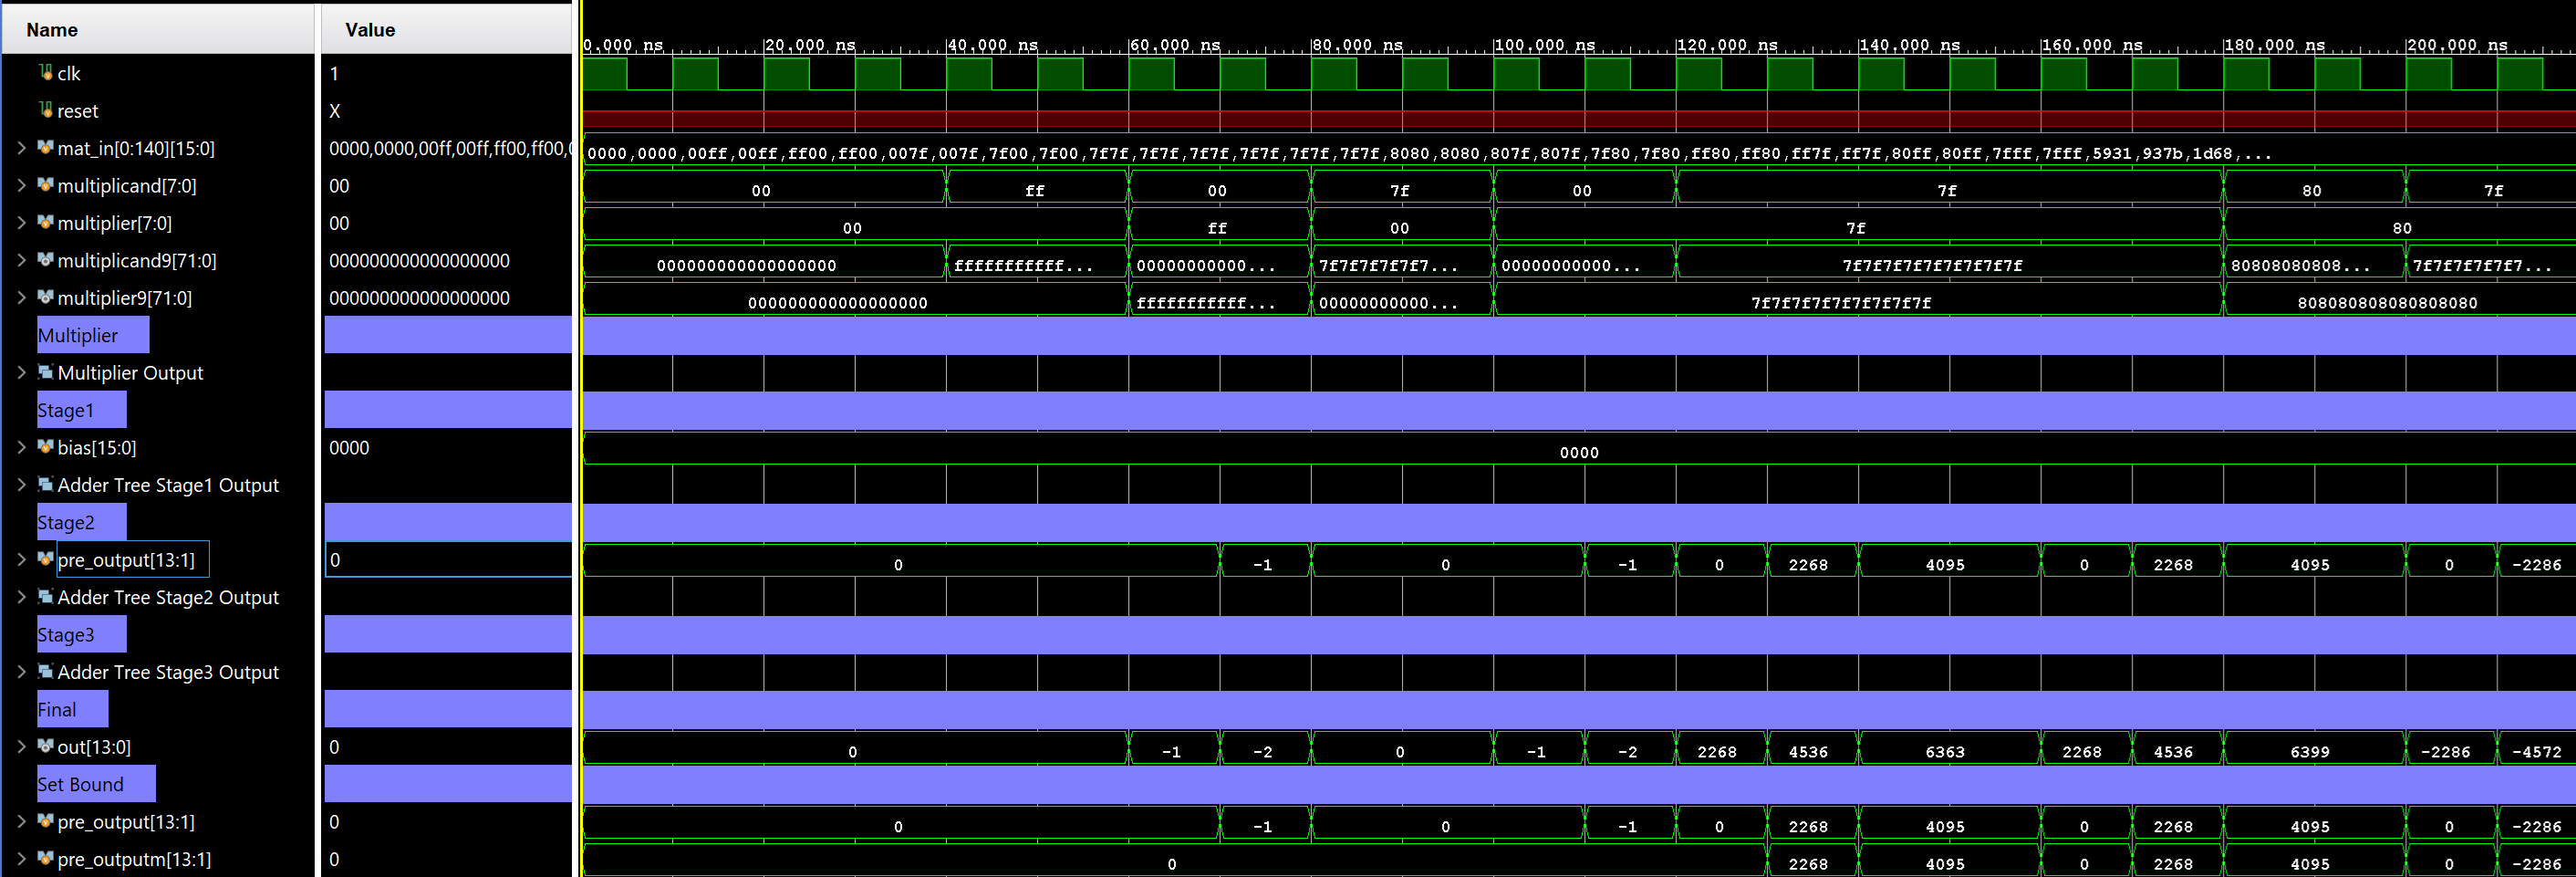 Name Value
0.000 ns 20.000 ns 40.000 ns 60.000 ns 80.000 ns 100.000 ns 120.000 ns 140.000 ns 160.000 ns 180.000 ns 200.000 ns
clk 1
reset X
mat_in[0:140][15:0] 0000,0000,00ff,00ff,ff00,ff00,0 0000,0000,00ff,00ff,ff00,ff00,007f,007f,7f00,7f00,7f7f,7f7f,7f7f,7f7f,7f7f,7f7f,8080,8080,807f,807f,7f80,7f80,ff80,ff80,ff7f,ff7f,80ff,80ff,7fff,7fff,5931,937b,1d68,...
multiplicand[7:0] 00 00 ff 00 7f 00 7f 80 7f
multiplier[7:0] 00 00 ff 00 7f 80
multiplicand9[71:0] 000000000000000000 000000000000000000 fffffffffff... 00000000000... 7f7f7f7f7f7... 00000000000... 7f7f7f7f7f7f7f7f7f 80808080808... 7f7f7f7f7f7...
multiplier9[71:0] 000000000000000000 000000000000000000 fffffffffff... 00000000000... 7f7f7f7f7f7f7f7f7f 808080808080808080
Multiplier
Multiplier Output
Stage1
bias[15:0] 0000 0000
Adder Tree Stage1 Output
Stage2
pre_output[13:1] 0 0 -1 0 -1 0 2268 4095 0 2268 4095 0 -2286
Adder Tree Stage2 Output
Stage3
Adder Tree Stage3 Output
Final
out[13:0] 0 0 -1 -2 0 -1 -2 2268 4536 6363 2268 4536 6399 -2286 -4572
Set Bound
pre_output[13:1] 0 0 -1 0 -1 0 2268 4095 0 2268 4095 0 -2286
pre_outputm[13:1] 0 0 2268 4095 0 2268 4095 0 -2286